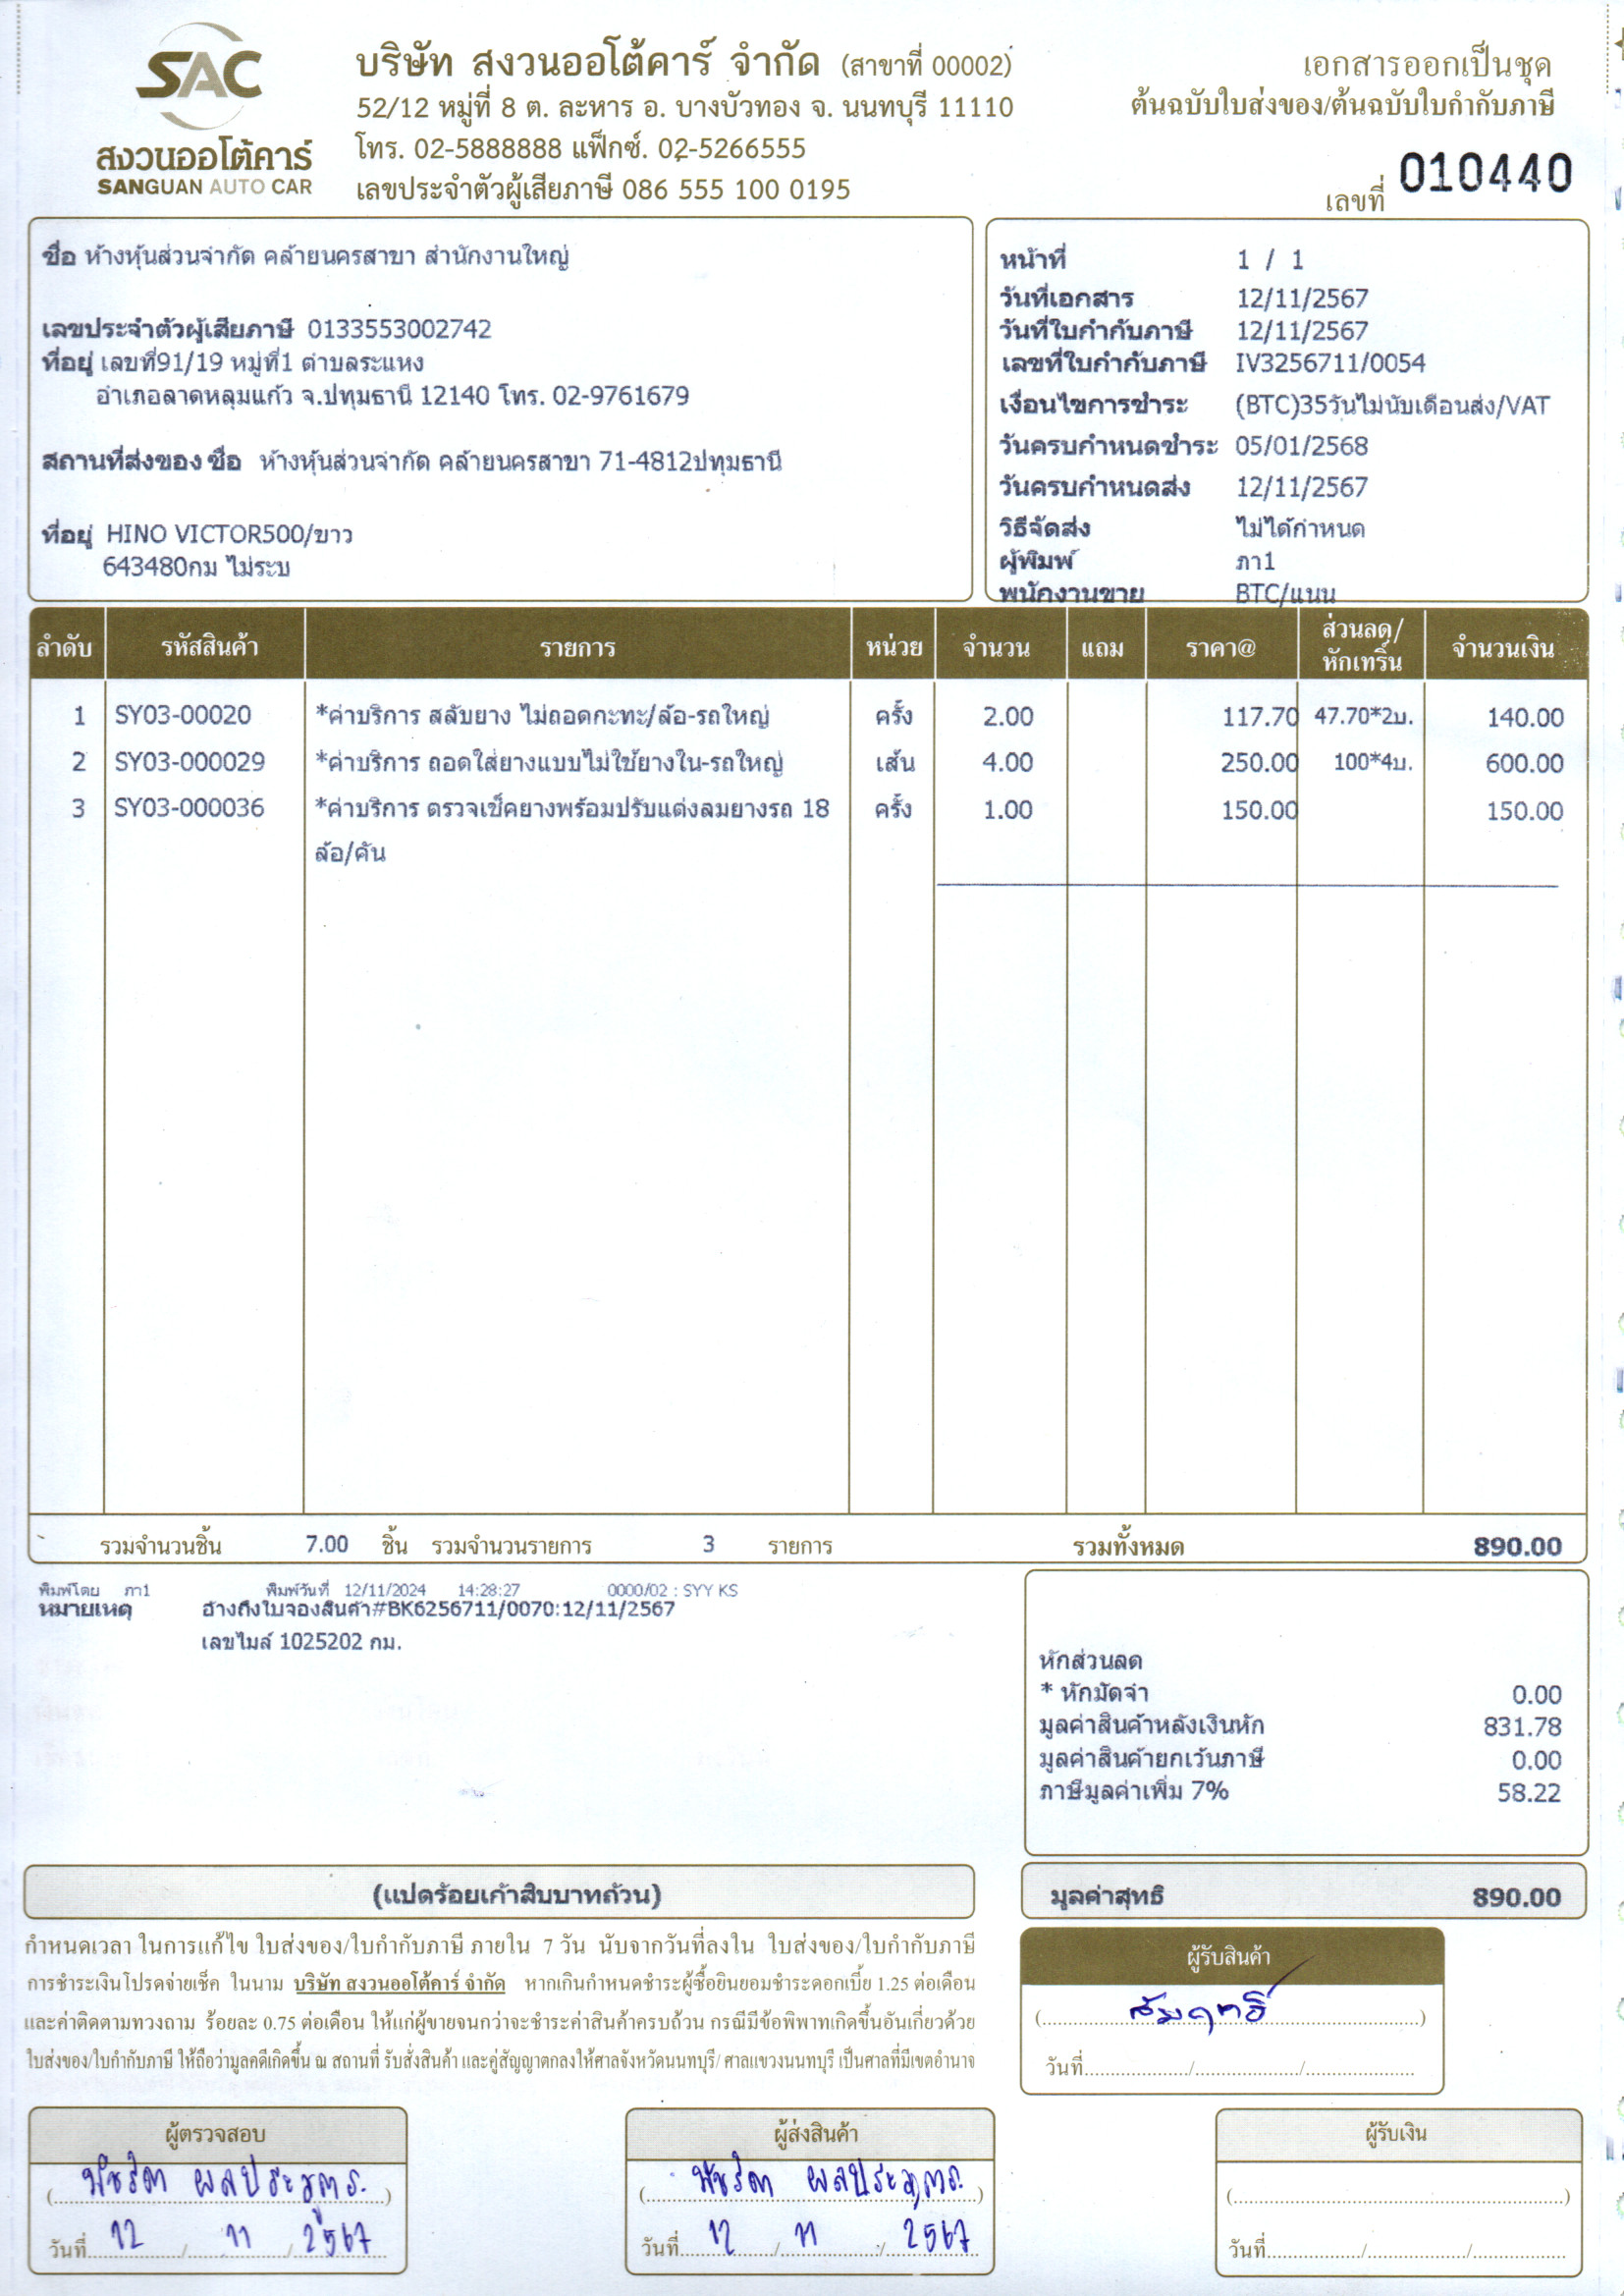 SAC
สงวนออโต้คาร์
SANGUAN AUTO CAR
บริษัท สงวนออโต้คาร์ จำกัด (สาขาที่ 00002)
52/12 หมู่ที่ 8 ต. ละหาร อ. บางบัวทอง จ. นนทบุรี 11110
โทร. 02-5888888 แฟ็กซ์. 02-5266555
เลขประจำตัวผู้เสียภาษี 086 555 100 0195
เอกสารออกเป็นชุด
ต้นฉบับใบส่งของ/ต้นฉบับใบกำกับภาษี
เลขที่ 010440
ชื่อ ห้างหุ้นส่วนจำกัด คล้ายนครสาขา สำนักงานใหญ่
เลขประจำตัวผู้เสียภาษี 0133553002742
ที่อยู่ เลขที่91/19 หมู่ที่1 ตำบลระแหง
อำเภอลาดหลุมแก้ว จ.ปทุมธานี 12140 โทร. 02-9761679
สถานที่ส่งของ ชื่อ ห้างหุ้นส่วนจำกัด คล้ายนครสาขา 71-4812ปทุมธานี
ที่อยู่ HINO VICTOR500/ขาว
643480กม ไม่ระบ
หน้าที่ 1 / 1
วันที่เอกสาร 12/11/2567
วันที่ใบกำกับภาษี 12/11/2567
เลขที่ใบกำกับภาษี IV3256711/0054
เงื่อนไขการชำระ (BTC)35วันไม่นับเดือนส่ง/VAT
วันครบกำหนดชำระ 05/01/2568
วันครบกำหนดส่ง 12/11/2567
วิธีจัดส่ง ไม่ได้กำหนด
ผู้พิมพ์ ภา1
พนักงานขาย BTC/แนน
ลำดับ รหัสสินค้า รายการ หน่วย จำนวน แถม ราคา@ ส่วนลด/หักเทริ์น จำนวนเงิน
1 SY03-00020 *ค่าบริการ สลับยาง ไม่ถอดกะทะ/ล้อ-รถใหญ่ ครั้ง 2.00 117.70 47.70*2บ. 140.00
2 SY03-000029 *ค่าบริการ ถอดใส่ยางแบบไม่ใช้ยางใน-รถใหญ่ เส้น 4.00 250.00 100*4บ. 600.00
3 SY03-000036 *ค่าบริการ ตรวจเช็คยางพร้อมปรับแต่งลมยางรถ 18 ครั้ง 1.00 150.00 150.00
ล้อ/คัน
รวมจำนวนชิ้น 7.00 ชิ้น รวมจำนวนรายการ 3 รายการ รวมทั้งหมด 890.00
พิมพ์โดย ภา1 พิมพ์วันที่ 12/11/2024 14:28:27 0000/02 : SYY KS
หมายเหตุ อ้างถึงใบจองสินค้า#BK6256711/0070:12/11/2567
เลขไมล์ 1025202 กม.
หักส่วนลด
* หักมัดจำ 0.00
มูลค่าสินค้าหลังเงินหัก 831.78
มูลค่าสินค้ายกเว้นภาษี 0.00
ภาษีมูลค่าเพิ่ม 7% 58.22
(แปดร้อยเก้าสิบบาทถ้วน)
มูลค่าสุทธิ 890.00
กำหนดเวลา ในการแก้ไข ใบส่งของ/ใบกำกับภาษี ภายใน 7 วัน นับจากวันที่ลงใน ใบส่งของ/ใบกำกับภาษี
การชำระเงินโปรดจ่ายเช็ค ในนาม บริษัท สงวนออโต้คาร์ จำกัด หากเกินกำหนดชำระผู้ซื้อยินยอมชำระดอกเบี้ย 1.25 ต่อเดือน
และค่าติดตามทวงถาม ร้อยละ 0.75 ต่อเดือน ให้แก่ผู้ขายจนกว่าจะชำระค่าสินค้าครบถ้วน กรณีมีข้อพิพาทเกิดขึ้นอันเกี่ยวด้วย
ใบส่งของ/ใบกำกับภาษี ให้ถือว่ามูลคดีเกิดขึ้น ณ สถานที่ รับสั่งสินค้า และคู่สัญญาตกลงให้ศาลจังหวัดนนทบุรี/ ศาลแขวงนนทบุรี เป็นศาลที่มีเขตอำนาจ
ผู้รับสินค้า
(สัมฤทธิ์)
วันที่ / /
ผู้ตรวจสอบ
วันที่ 12 / 11 / 2567
ผู้ส่งสินค้า
วันที่ 12 / 11 / 2567
ผู้รับเงิน
วันที่ / /